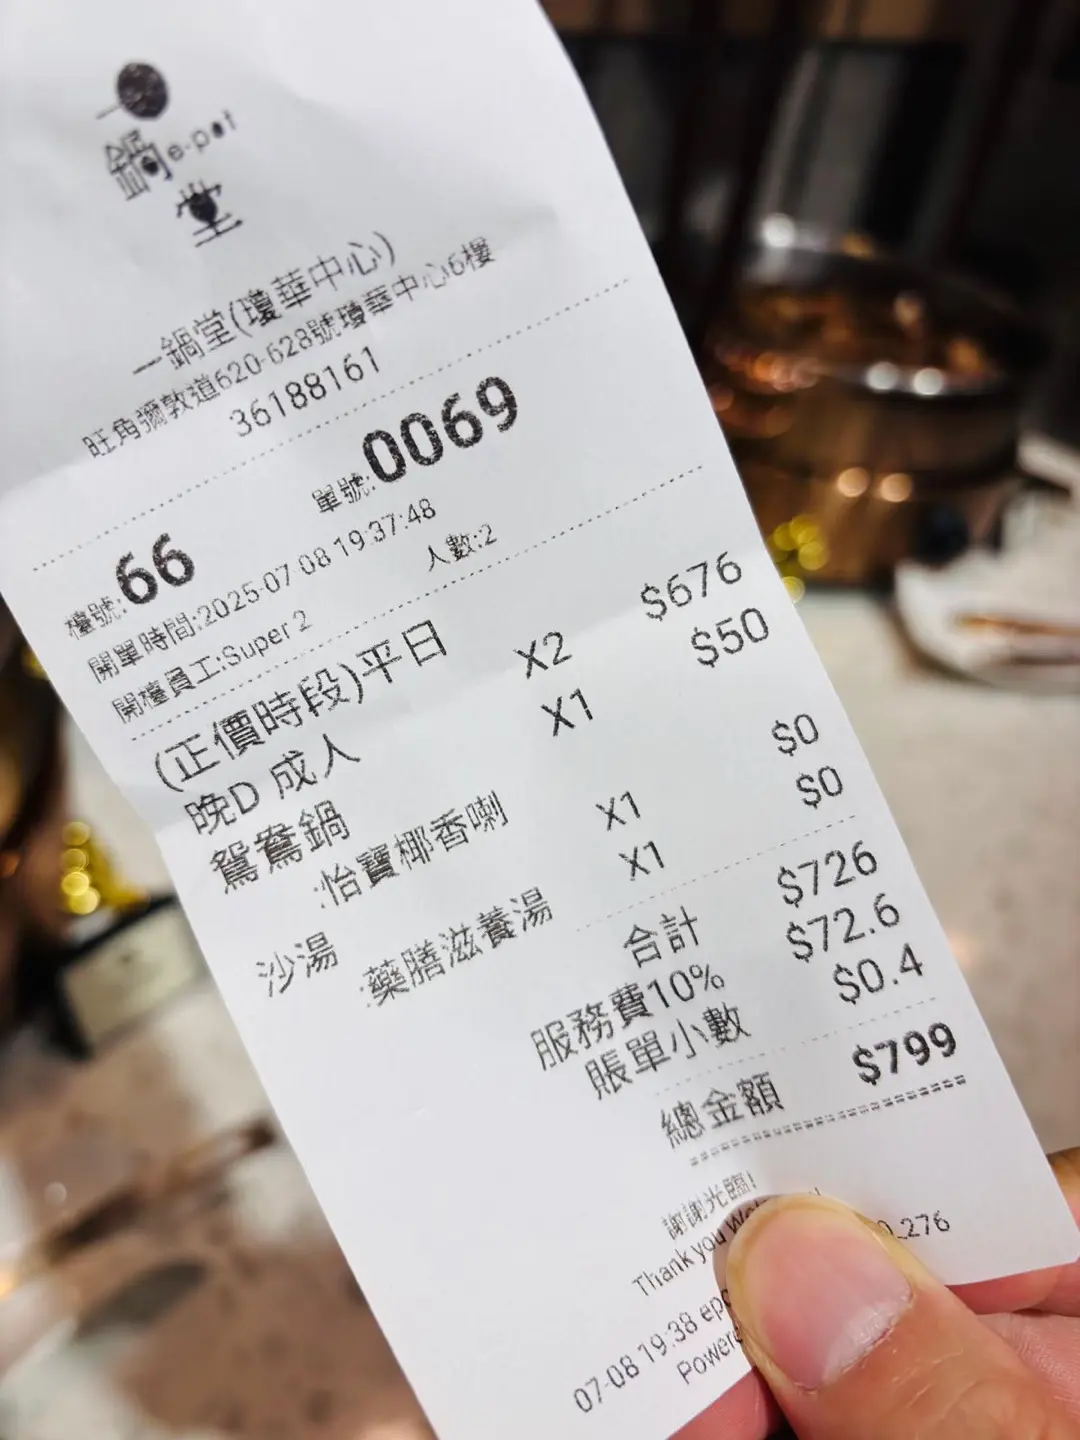 一
鍋 e-pot
堂
一鍋堂(瓊華中心)
旺角彌敦道620-628號瓊華中心6樓
36188161
檯號:66 單號:0069
開單時間:2025-07-08 19:37:48
開檯員工:Super 2 人數:2
(正價時段)平日 X2 $676
晚D 成人
鴛鴦鍋 X1 $50
:怡寶椰香喇 X1 $0
沙湯
:藥膳滋養湯 X1 $0
合計 $726
服務費10% $72.6
賬單小數 $0.4
總金額 $799
謝謝光臨!
Thank you
07-08 19:38 276